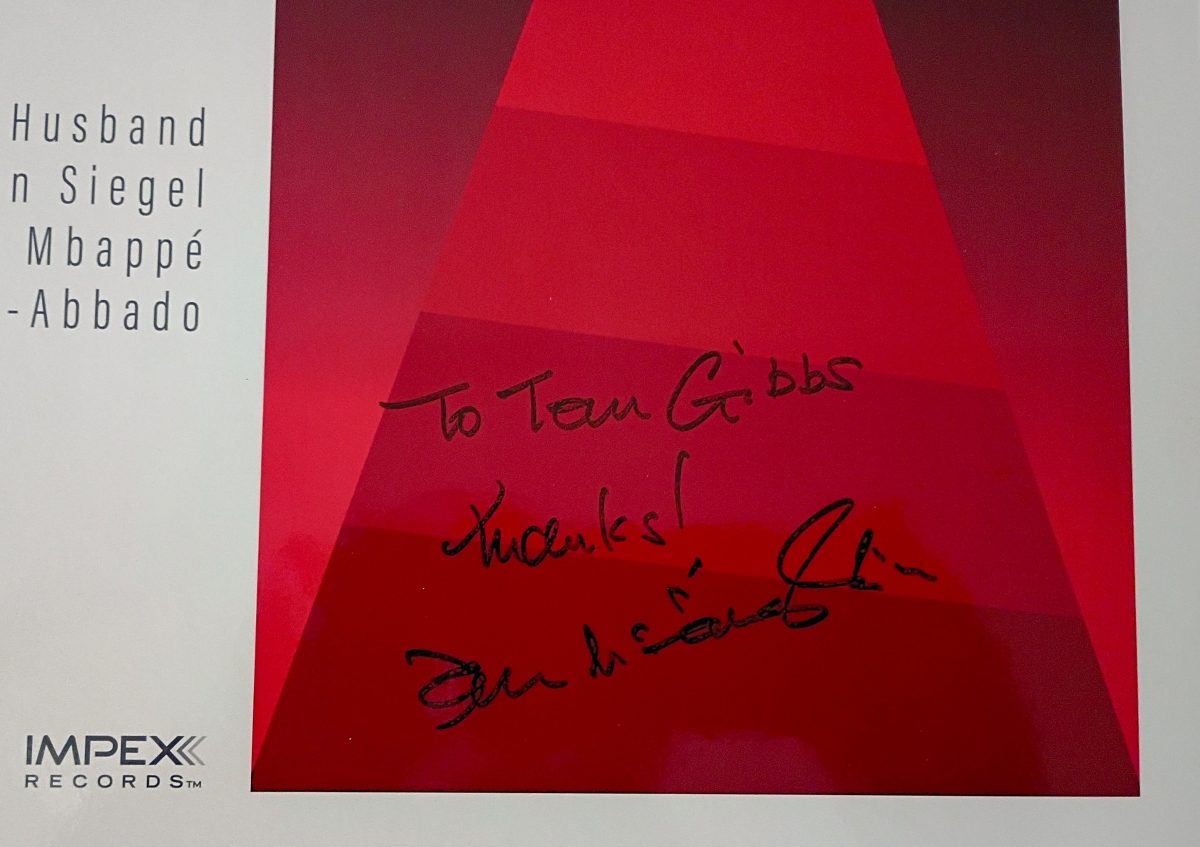 Husband
n Siegel
Mbappé
-Abbado
To Tom Gibbs
thanks!
IMPEX
RECORDS™